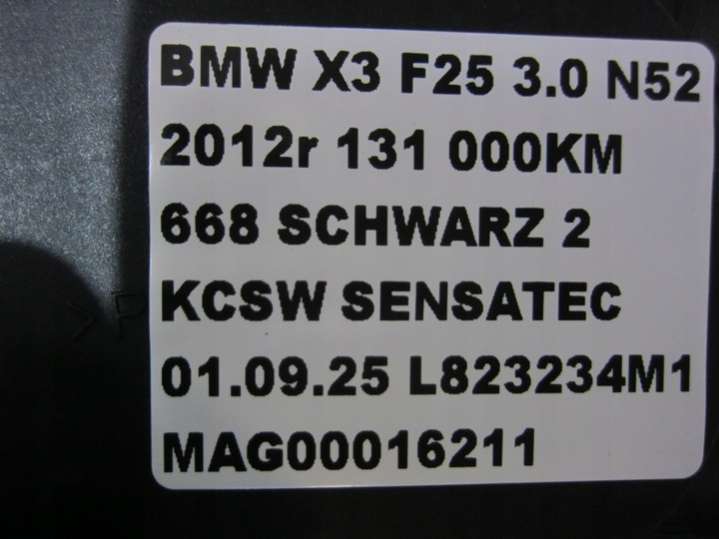 BMW X3 F25 3.0 N52
2012r 131 000KM
668 SCHWARZ 2
KCSW SENSATEC
01.09.25 L823234M1
MAG00016211